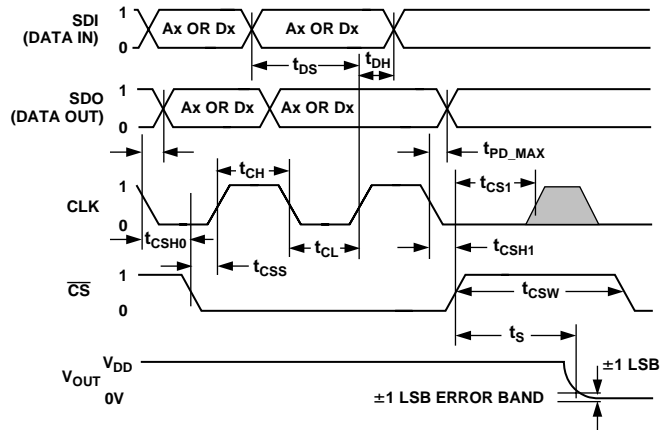 SDI
(DATA IN)
1
0
Ax OR Dx
Ax OR Dx
tDS
tDH
SDO
(DATA OUT)
1
0
Ax OR Dx
Ax OR Dx
tPD_MAX
tCH
tCS1
CLK
1
0
tCSH0
tCL
tCSH1
tCSS
CS
1
0
tCSW
tS
VOUT
VDD
0V
±1 LSB
±1 LSB ERROR BAND